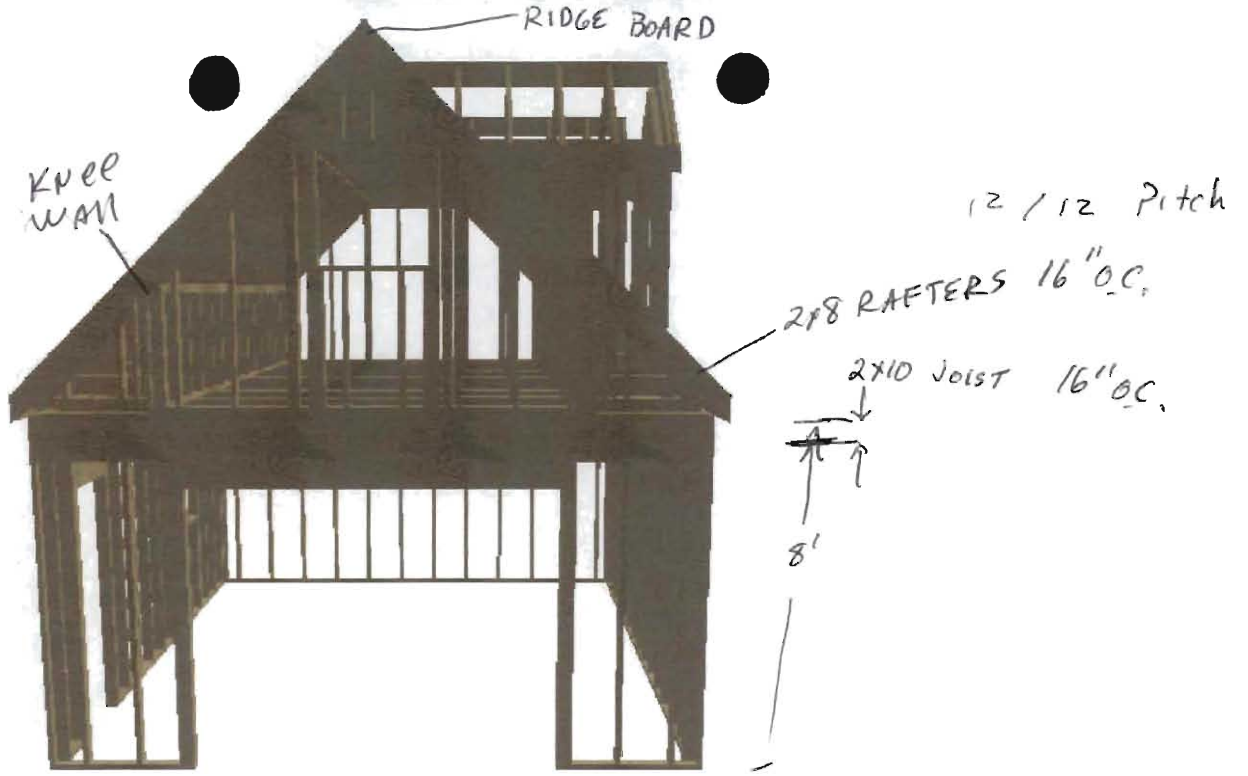 RIDGE BOARD
Knee
WAll
12 / 12 Pitch
2x8 RAFTERS 16" O.C.
2x10 JOIST 16" O.C.
8'